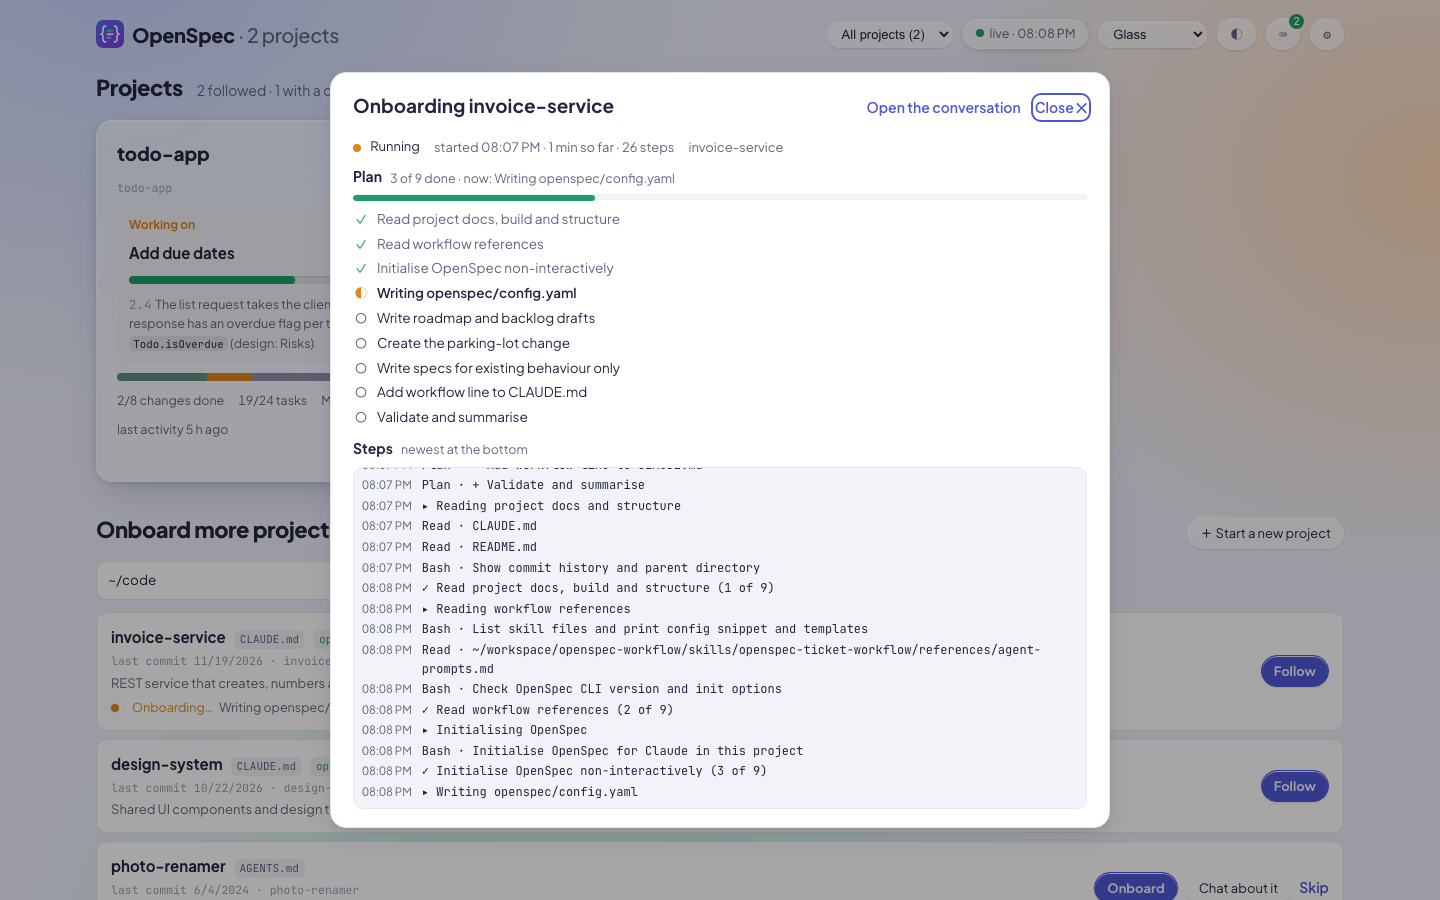 OpenSpec · 2 projects
All projects (2)
live · 08:08 PM
Glass
2
Projects 2 followed · 1 with a c
todo-app
todo-app
Working on
Add due dates
2.4 The list request takes the clien
response has an overdue flag per t
Todo.isOverdue (design: Risks)
2/8 changes done 19/24 tasks M
last activity 5 h ago
Onboarding invoice-service
Open the conversation
Close ×
Running started 08:07 PM · 1 min so far · 26 steps invoice-service
Plan 3 of 9 done · now: Writing openspec/config.yaml
✓ Read project docs, build and structure
✓ Read workflow references
✓ Initialise OpenSpec non-interactively
Writing openspec/config.yaml
Write roadmap and backlog drafts
Create the parking-lot change
Write specs for existing behaviour only
Add workflow line to CLAUDE.md
Validate and summarise
Steps newest at the bottom
08:07 PM Plan · + Validate and summarise
08:07 PM ▸ Reading project docs and structure
08:07 PM Read · CLAUDE.md
08:07 PM Read · README.md
08:07 PM Bash · Show commit history and parent directory
08:08 PM ✓ Read project docs, build and structure (1 of 9)
08:08 PM ▸ Reading workflow references
08:08 PM Bash · List skill files and print config snippet and templates
08:08 PM Read · ~/workspace/openspec-workflow/skills/openspec-ticket-workflow/references/agent-
prompts.md
08:08 PM Bash · Check OpenSpec CLI version and init options
08:08 PM ✓ Read workflow references (2 of 9)
08:08 PM ▸ Initialising OpenSpec
08:08 PM Bash · Initialise OpenSpec for Claude in this project
08:08 PM ✓ Initialise OpenSpec non-interactively (3 of 9)
08:08 PM ▸ Writing openspec/config.yaml
Onboard more project
+ Start a new project
~/code
invoice-service CLAUDE.md op
last commit 11/19/2026 · invoice
REST service that creates, numbers a
Onboarding… Writing openspec/
Follow
design-system CLAUDE.md op
last commit 10/22/2026 · design-
Shared UI components and design t
Follow
photo-renamer AGENTS.md
last commit 6/4/2024 · photo-renamer
Onboard
Chat about it
Skip